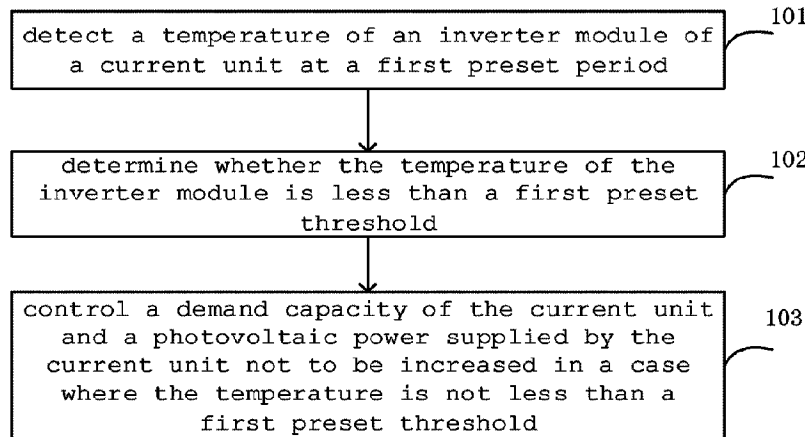 101
detect a temperature of an inverter module of
a current unit at a first preset period
102
determine whether the temperature of the
inverter module is less than a first preset
threshold
103
control a demand capacity of the current unit
and a photovoltaic power supplied by the
current unit not to be increased in a case
where the temperature is not less than a
first preset threshold